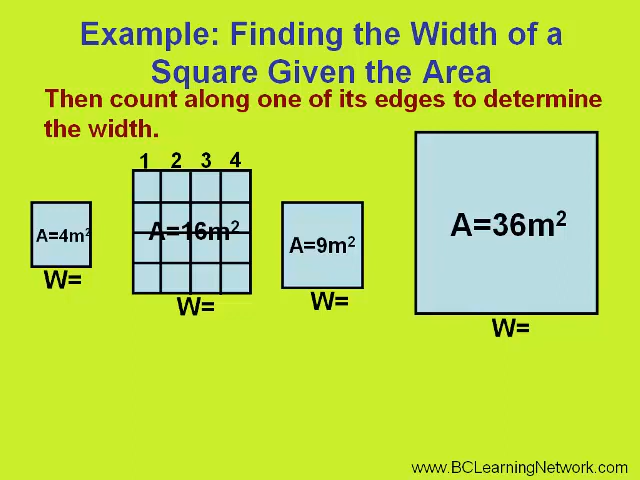 Example: Finding the Width of a
Square Given the Area
Then count along one of its edges to determine
the width.
1 2 3 4
A=4m²
W=
A=16m²
W=
A=9m²
W=
A=36m²
W=
www.BCLearningNetwork.com